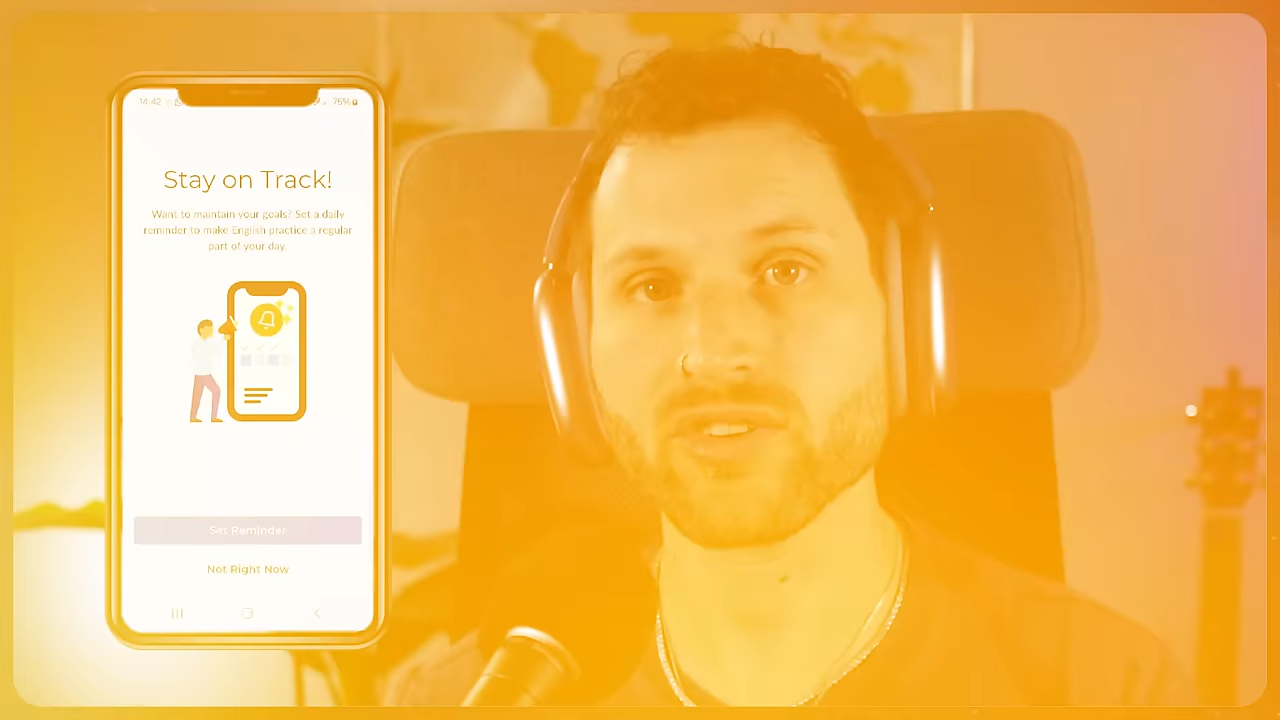 14:42
75%
Stay on Track!
Want to maintain your goals? Set a daily
reminder to make English practice a regular
part of your day.
Set Reminder
Not Right Now